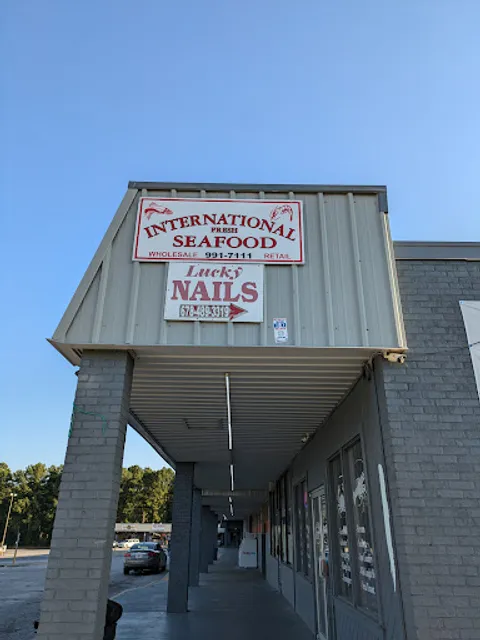 INTERNATIONAL
FRESH
SEAFOOD
WHOLESALE 991-7111 RETAIL
Lucky
NAILS